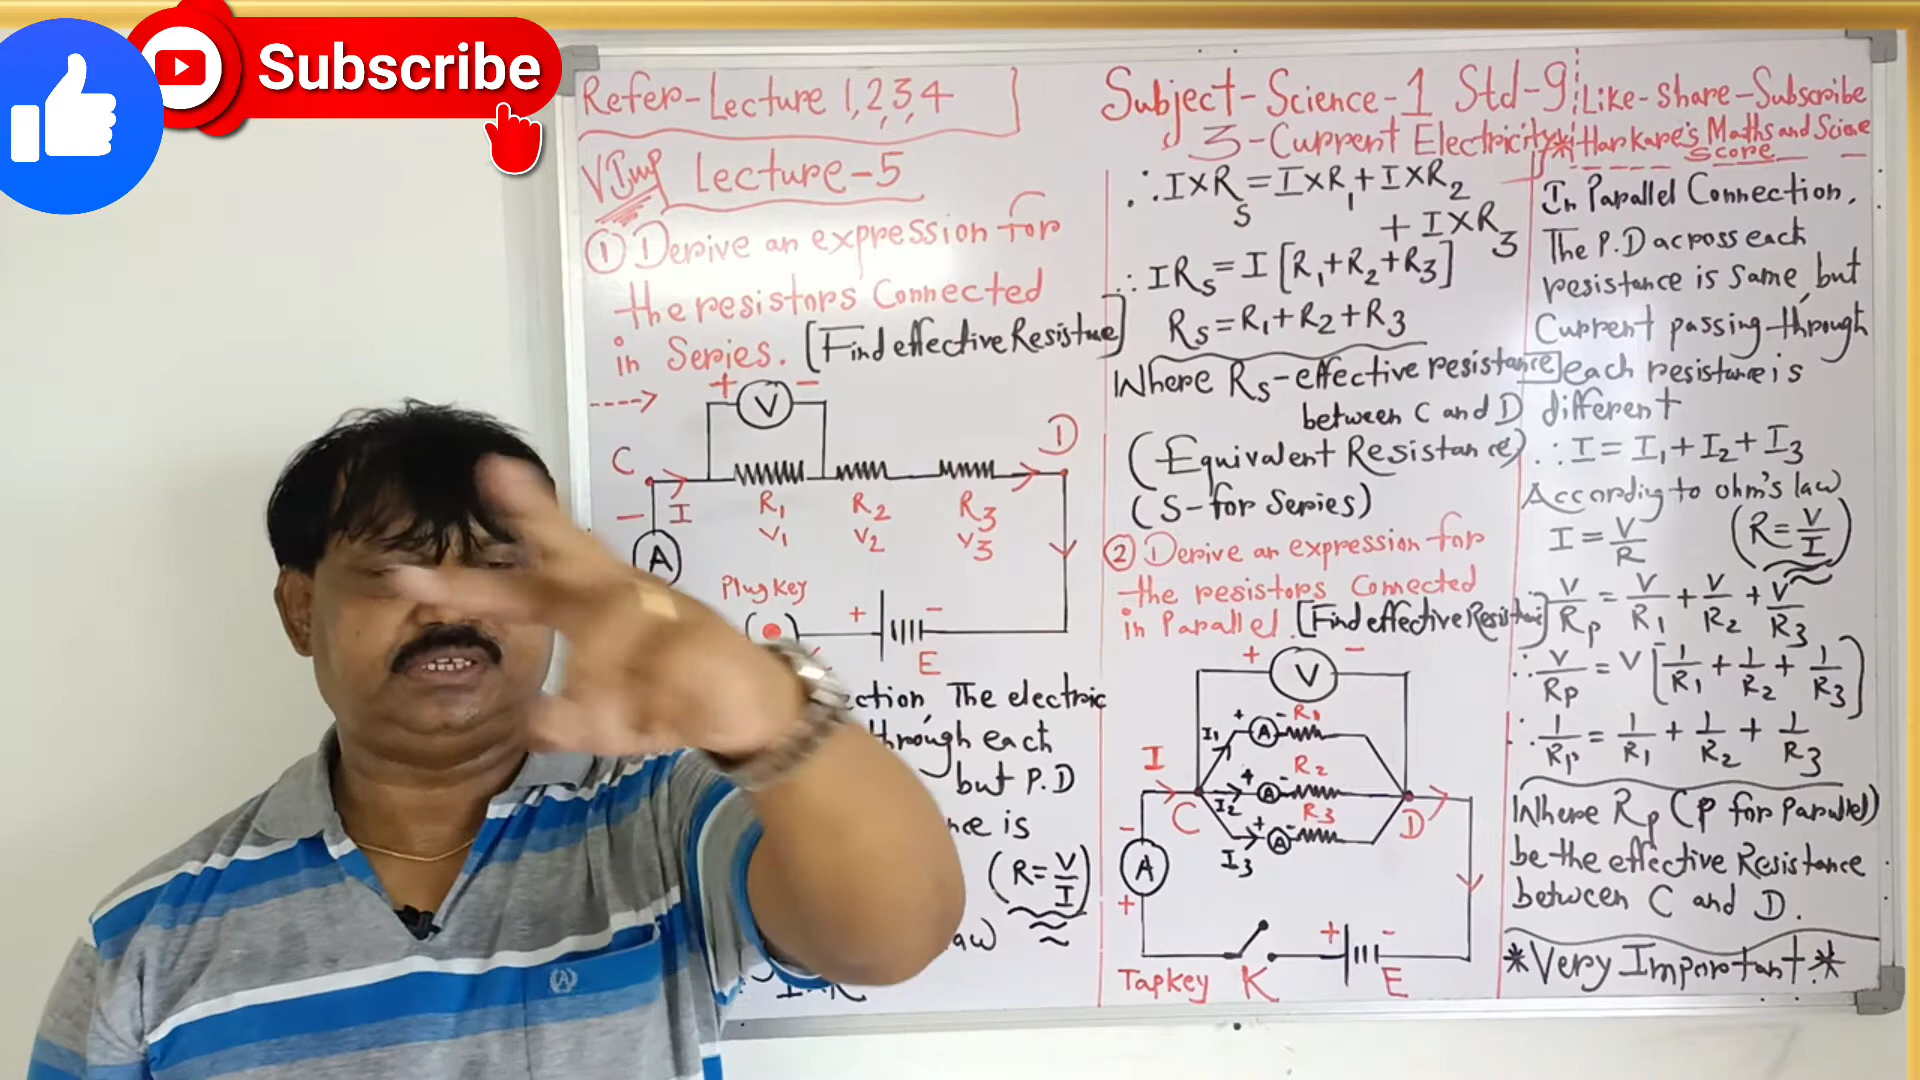 Subscribe
Refer-Lecture 1,2,3,4
VImp Lecture-5
① Derive an expression for
the resistors Connected
in Series. [Find effective Resistnce]
+ V -
C D
- I R1 R2 R3
V1 V2 V3
A
Plug key
+ -
E
ction, The electric
through each
but P.D
nce is
(R=V/I)
aw)
Subject-Science-1 Std-9
3-Current Electricity
∴ I×RS = I×R1+I×R2
+ I×R3
∴ IRS = I [R1+R2+R3]
RS = R1+R2+R3
Where RS-effective resistance
between C and D
(Equivalent Resistance)
(S-for Series)
② Derive an expression for
the resistors Connected
in Parallel. [Find effective Resistnce]
+ V -
I1 + A - R1
I
C I2 + A - R2 D
I3 + A - R3
-
A
+
+ -
Tapkey K E
Like-Share-Subscribe
*Harkare's Maths and Science
Score
In Parallel Connection,
The P.D across each
resistance is same, but
Current passing through
each resistance is
different
∴ I = I1+I2+I3
According to ohm's law
I = V/R (R=V/I)
V/Rp = V/R1 + V/R2 + V/R3
∴ V/Rp = V [1/R1 + 1/R2 + 1/R3]
∴ 1/Rp = 1/R1 + 1/R2 + 1/R3
Where Rp (p for Parallel)
be the effective Resistance
between C and D.
*Very Important.*